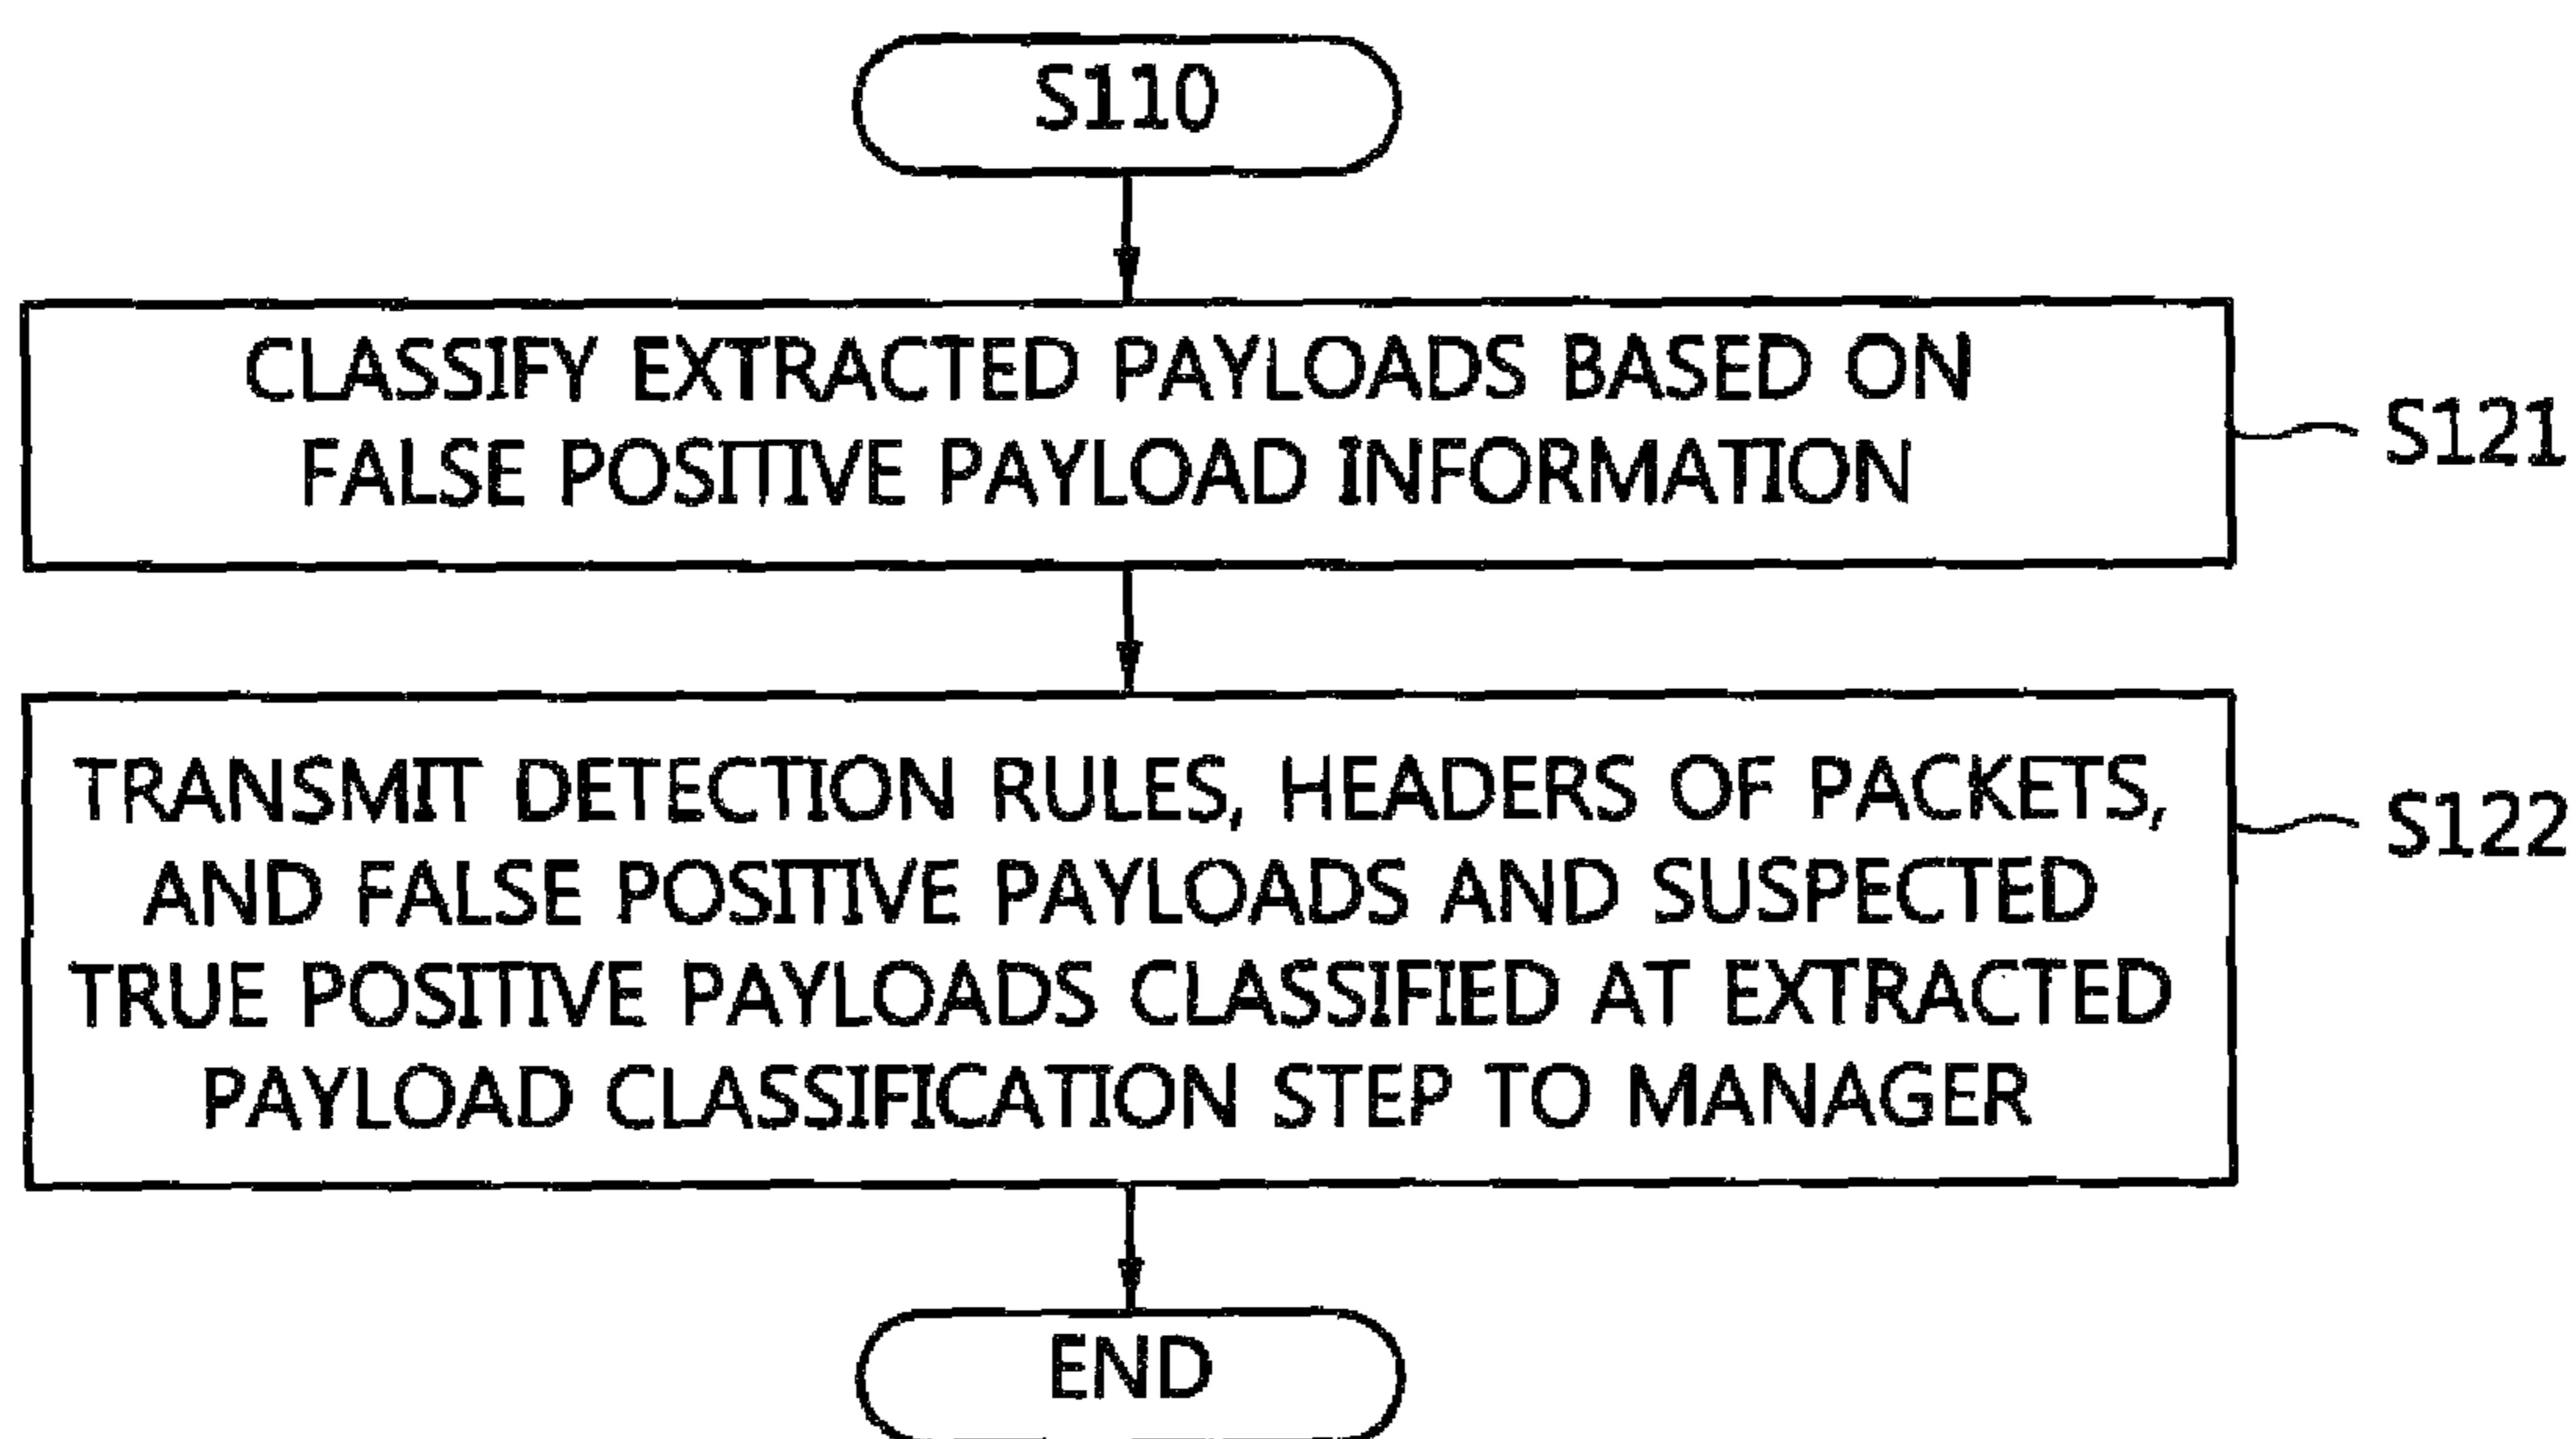 S110
CLASSIFY EXTRACTED PAYLOADS BASED ON
FALSE POSITIVE PAYLOAD INFORMATION
S121
TRANSMIT DETECTION RULES, HEADERS OF PACKETS,
AND FALSE POSITIVE PAYLOADS AND SUSPECTED
TRUE POSITIVE PAYLOADS CLASSIFIED AT EXTRACTED
PAYLOAD CLASSIFICATION STEP TO MANAGER
S122
END